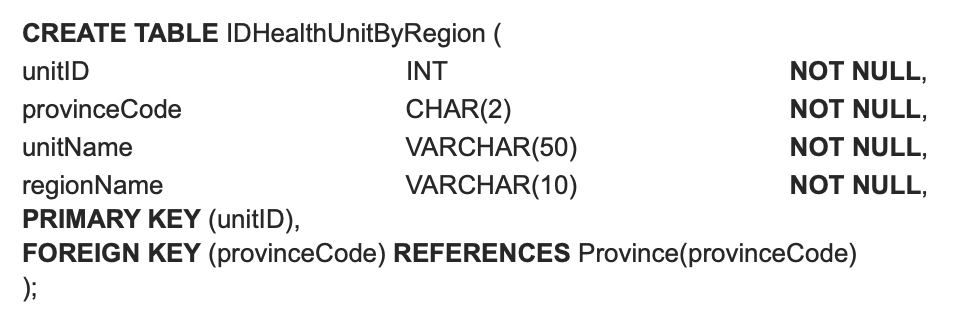 CREATE TABLE IDHealthUnitByRegion (
unitID INT NOT NULL,
provinceCode CHAR(2) NOT NULL,
unitName VARCHAR(50) NOT NULL,
regionName VARCHAR(10) NOT NULL,
PRIMARY KEY (unitID),
FOREIGN KEY (provinceCode) REFERENCES Province(provinceCode)
);